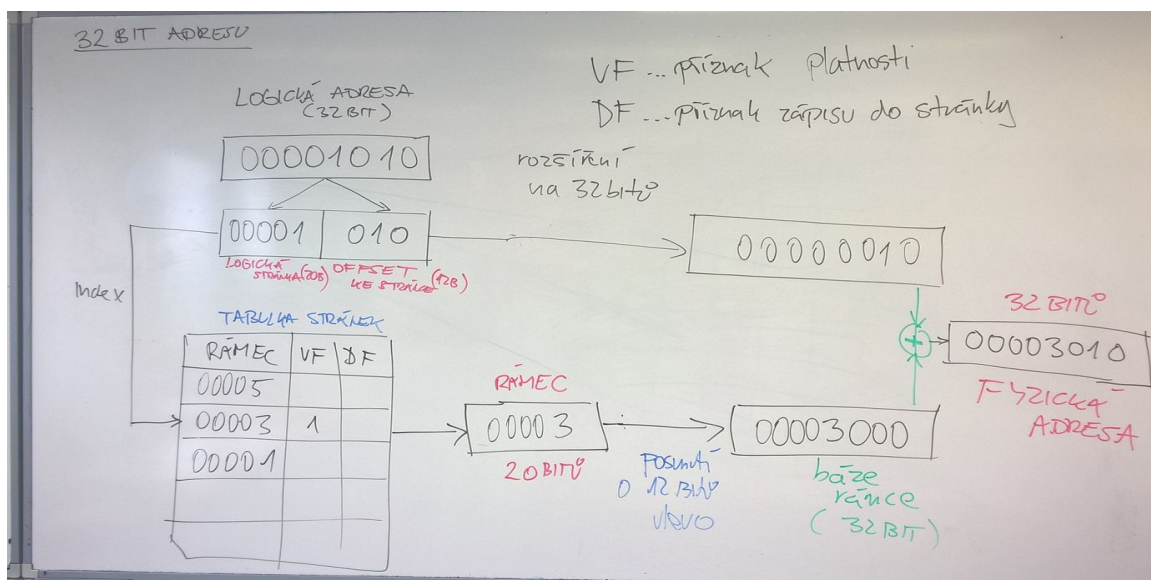 32 BIT ADRESU
VF ... příznak platnosti
DF ... příznak zápisu do stránky
LOGICKÁ ADRESA
(32 BIT)
00001010
rozšíření
na 32 bitů
00001
010
00000010
LOGICKÁ
STRÁNKA (20B)
OFFSET
KE STRÁNCE (12B)
Index
TABULKA STRÁNEK
RÁMEC VF DF
00005
00003 1
00001
RÁMEC
00003
20 BITŮ
POSUNUTÍ
O 12 BITŮ
VLEVO
00003000
báze
rámce
(32 BIT)
+
32 BITŮ
00003010
FYZICKÁ
ADRESA